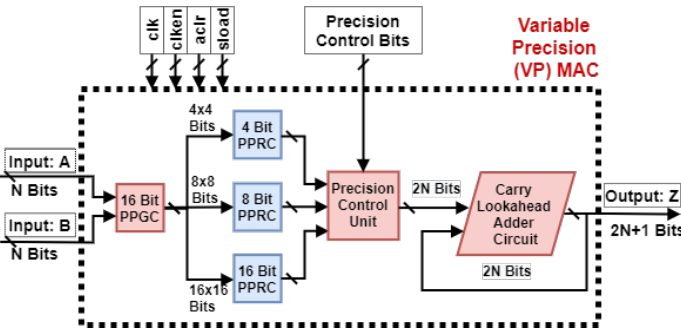 clk
clken
aclr
sload
Precision
Control Bits
Variable
Precision
(VP) MAC
4x4
Bits
4 Bit
PPRC
Input: A
N Bits
16 Bit
PPGC
8x8
Bits
8 Bit
PPRC
Precision
Control
Unit
2N Bits
Carry
Lookahead
Adder
Circuit
Output: Z
2N+1 Bits
Input: B
N Bits
16x16
Bits
16 Bit
PPRC
2N Bits